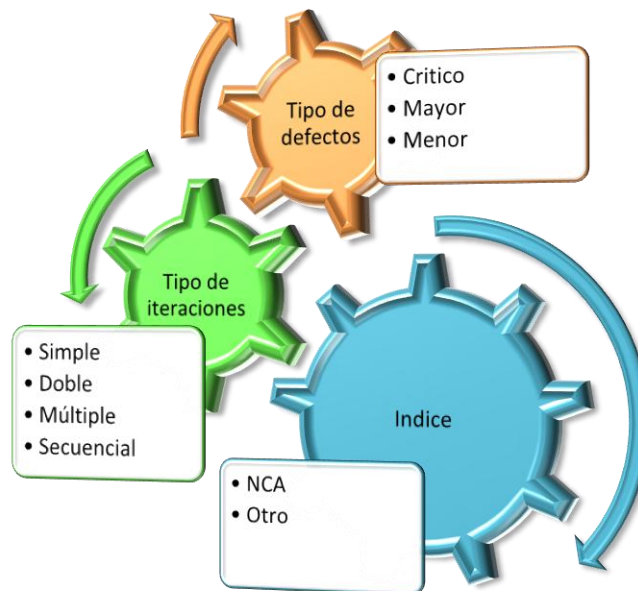 Tipo de
defectos
• Critico
• Mayor
• Menor
Tipo de
iteraciones
• Simple
• Doble
• Múltiple
• Secuencial
Indice
• NCA
• Otro